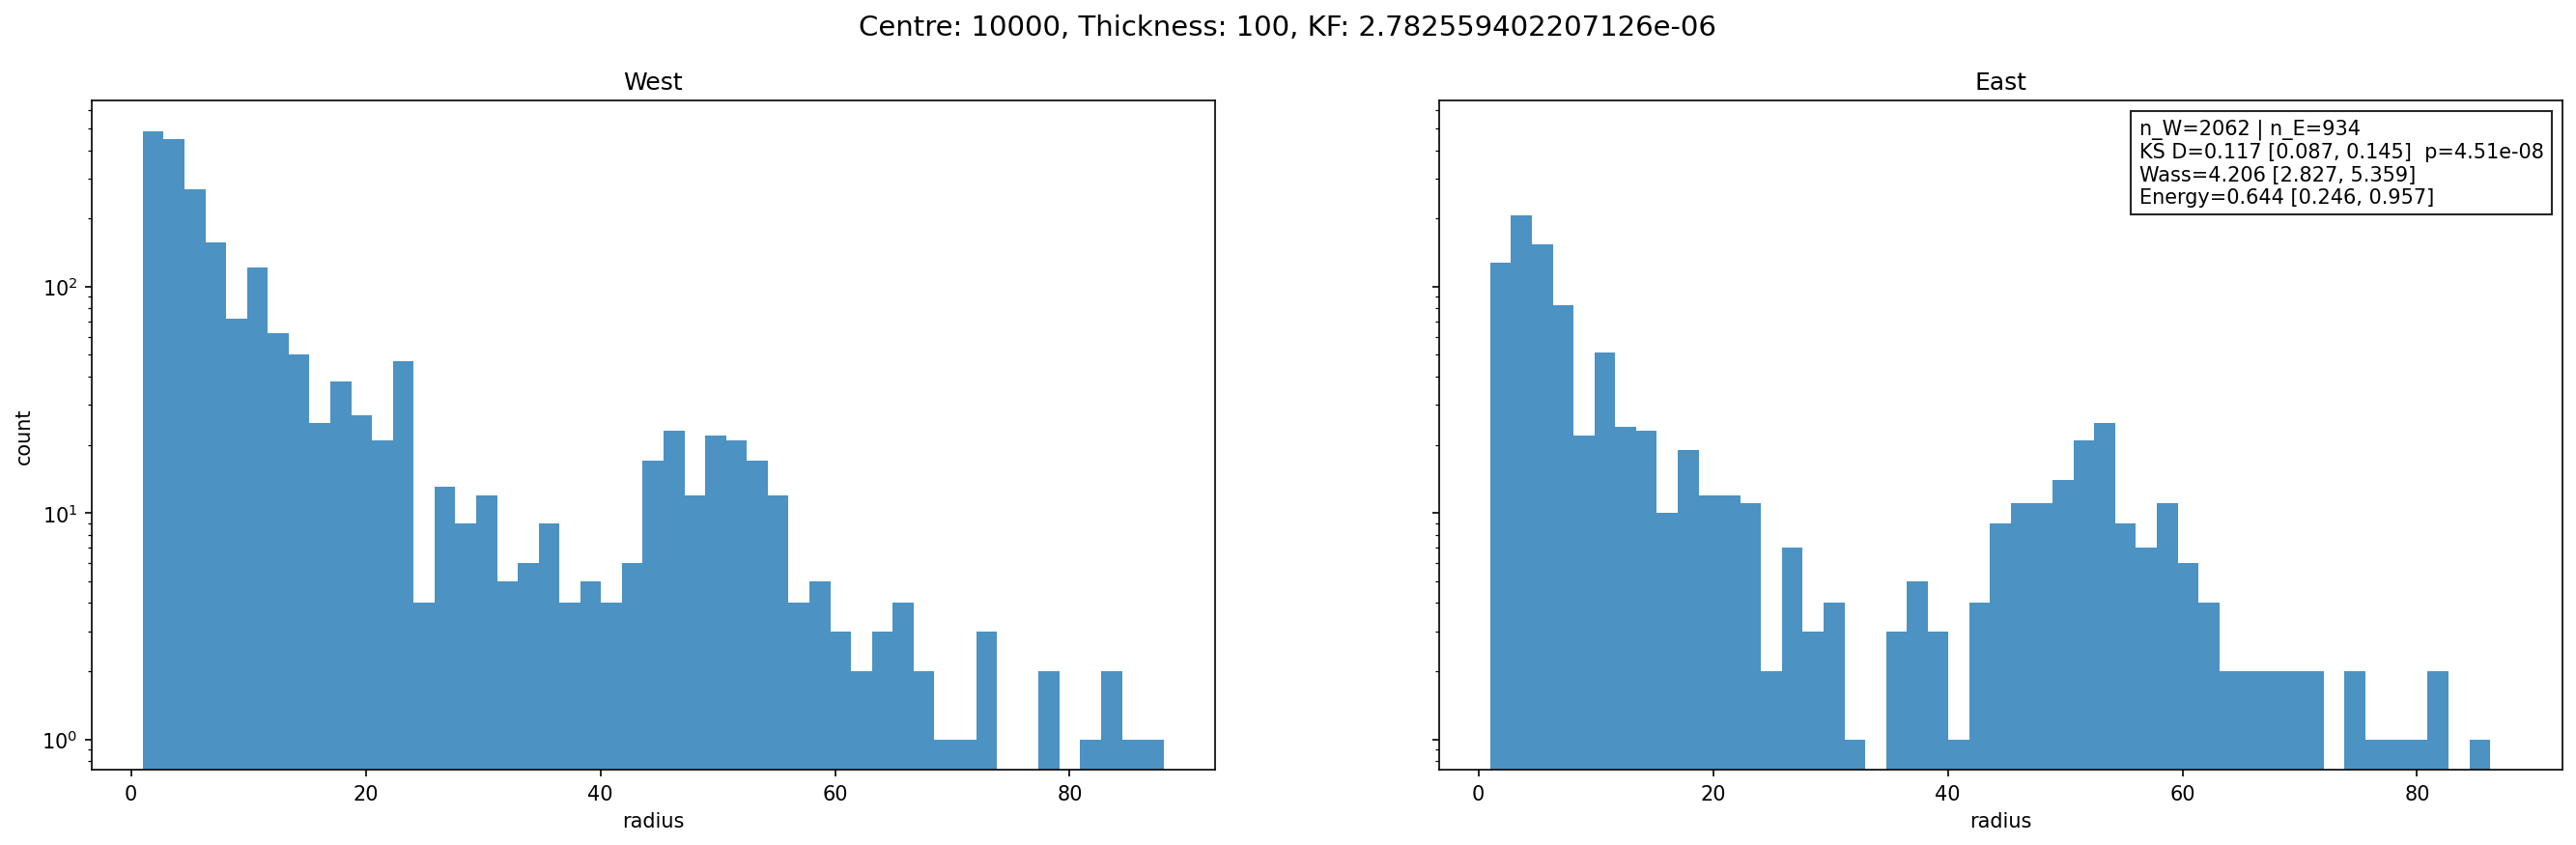 Centre: 10000, Thickness: 100, KF: 2.782559402207126e-06
West
East
n_W=2062 | n_E=934
KS D=0.117 [0.087, 0.145]  p=4.51e-08
Wass=4.206 [2.827, 5.359]
Energy=0.644 [0.246, 0.957]
count
10²
10¹
10⁰
0 20 40 60 80
0 20 40 60 80
radius
radius